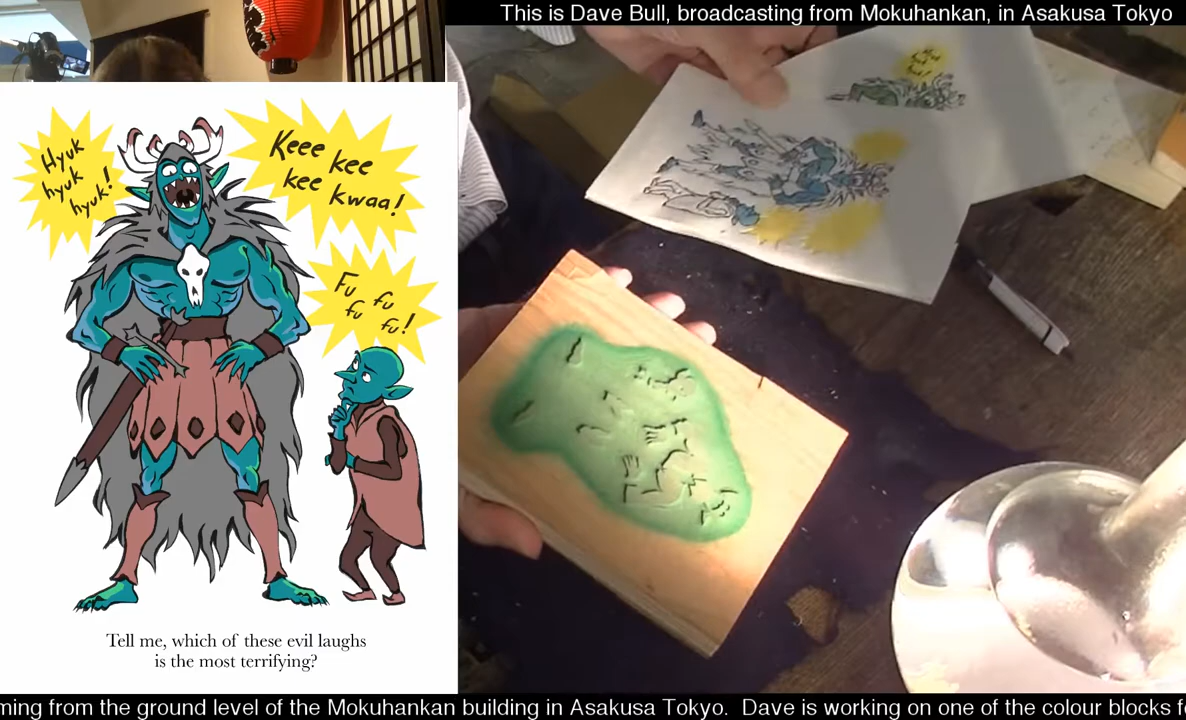 This is Dave Bull, broadcasting from Mokuhankan, in Asakusa Tokyo
Hyuk
hyuk
hyuk!
Keee kee
kee kwaa!
Fu fu
fu fu!
Tell me, which of these evil laughs
is the most terrifying?
ming from the ground level of the Mokuhankan building in Asakusa Tokyo. Dave is working on one of the colour blocks